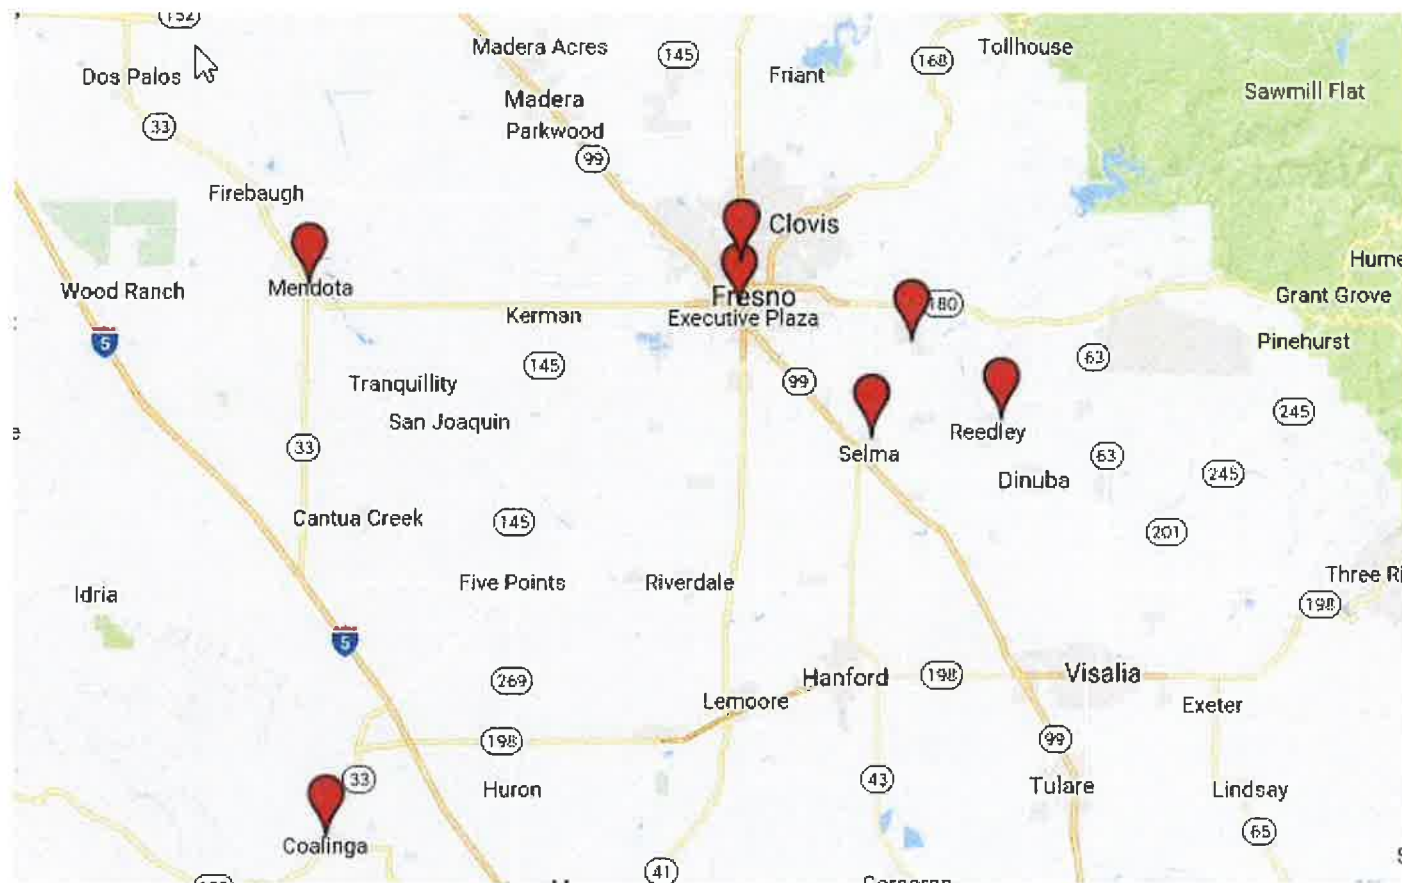 152
Madera Acres
145
Tollhouse
Dos Palos
Friant
168
Sawmill Flat
Madera
33
Parkwood
99
Firebaugh
Clovis
Mendota
Wood Ranch
Fresno
180
Grant Grove
Hume
Kerman
Executive Plaza
5
Pinehurst
145
63
Tranquillity
99
San Joaquin
245
33
Selma
Reedley
63
Dinuba
245
Cantua Creek
145
201
Idria
Five Points
Riverdale
Three Ri
198
5
269
Lemoore
Hanford
198
Visalia
Exeter
198
99
33
Huron
43
Tulare
Lindsay
65
Coalinga
41